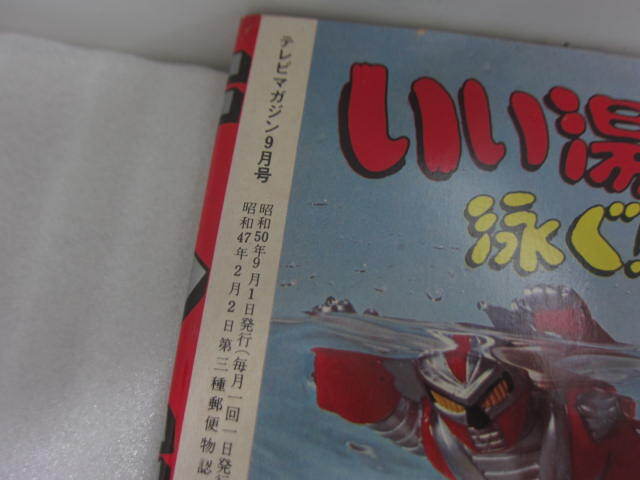 テレビマガジン9月号
昭和50年9月1日発行(毎月一回一日発行
昭和47年2月2日第三種郵便物認
いい湯
泳ぐ